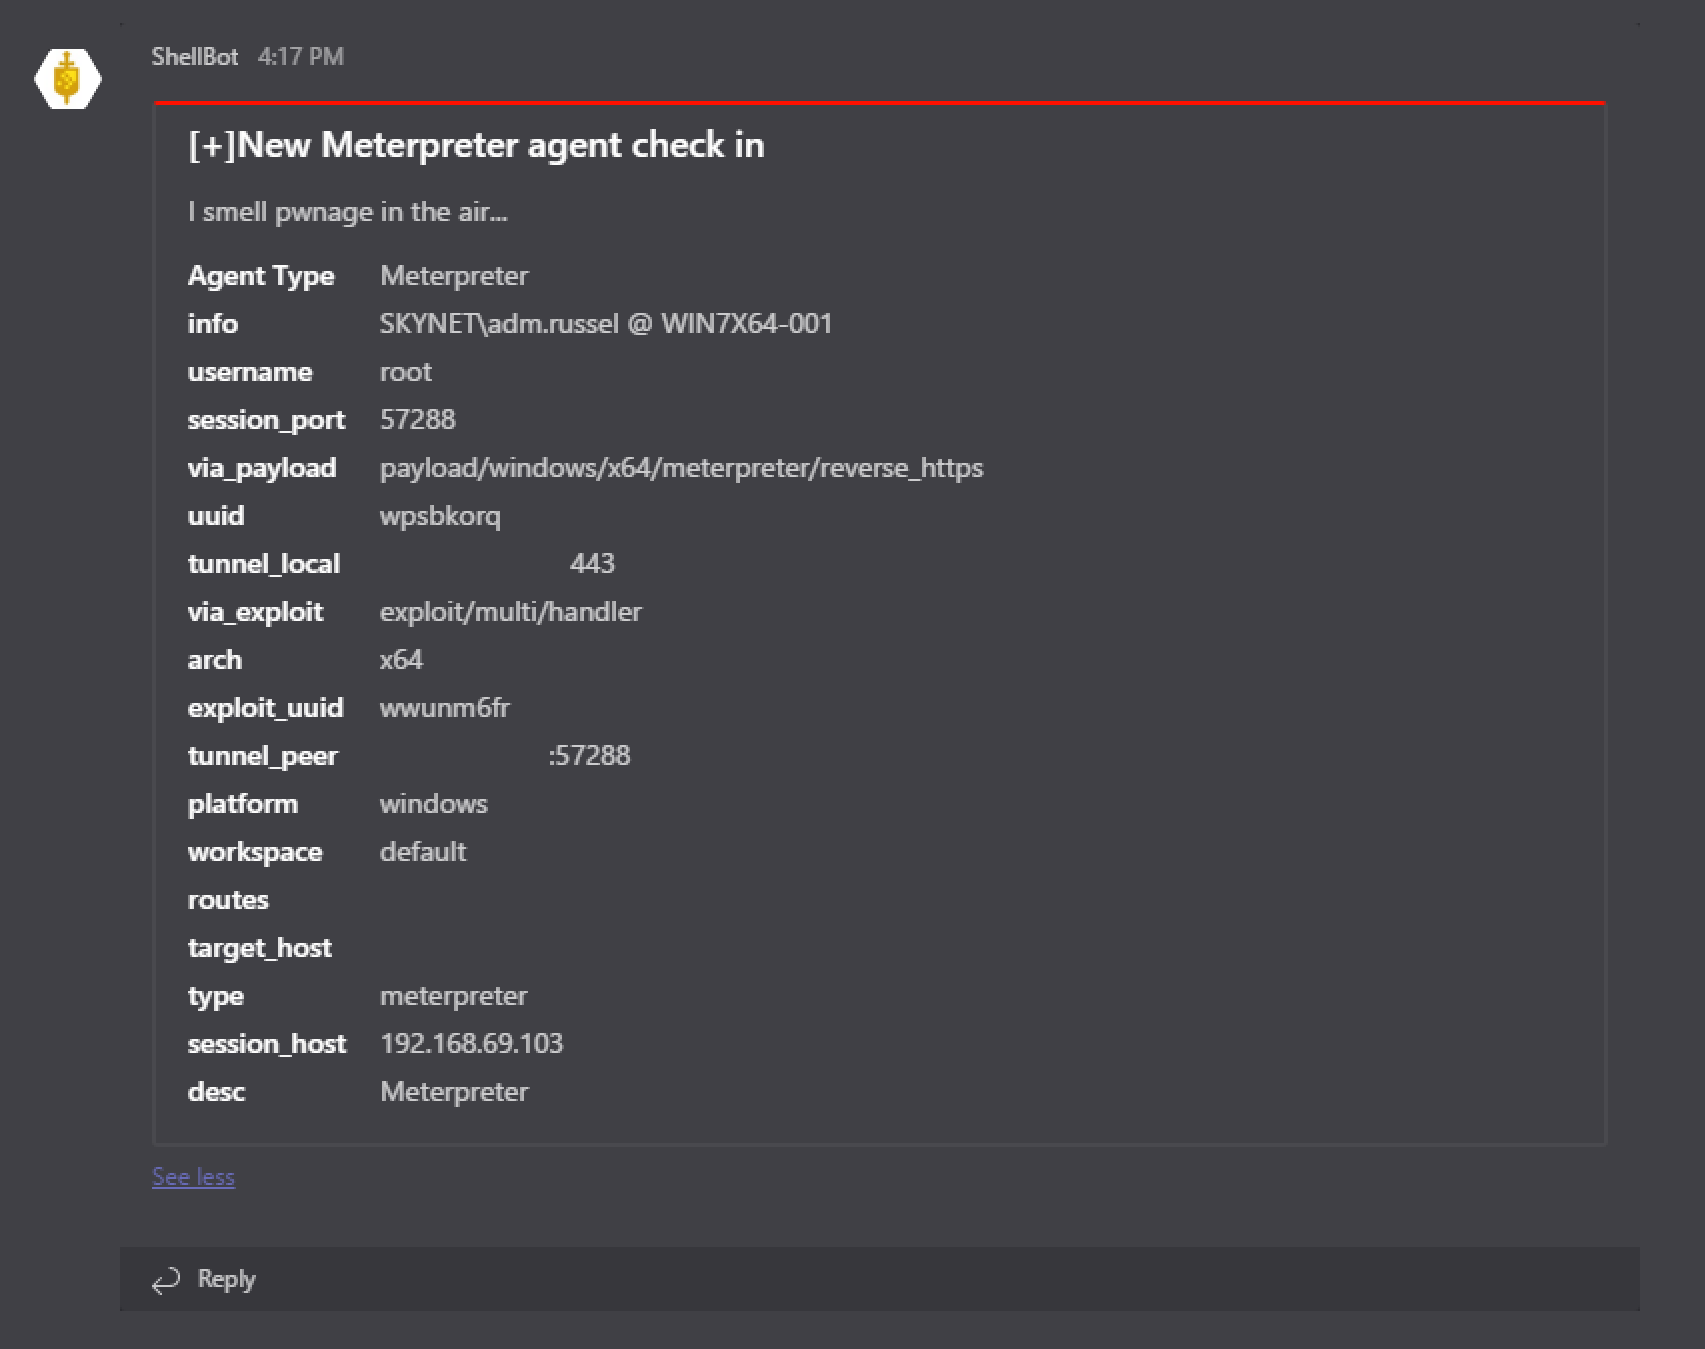 ShellBot 4:17 PM
[+]New Meterpreter agent check in
I smell pwnage in the air...
Agent Type Meterpreter
info SKYNET\adm.russel @ WIN7X64-001
username root
session_port 57288
via_payload payload/windows/x64/meterpreter/reverse_https
uuid wpsbkorq
tunnel_local 443
via_exploit exploit/multi/handler
arch x64
exploit_uuid wwunm6fr
tunnel_peer :57288
platform windows
workspace default
routes
target_host
type meterpreter
session_host 192.168.69.103
desc Meterpreter
See less
Reply